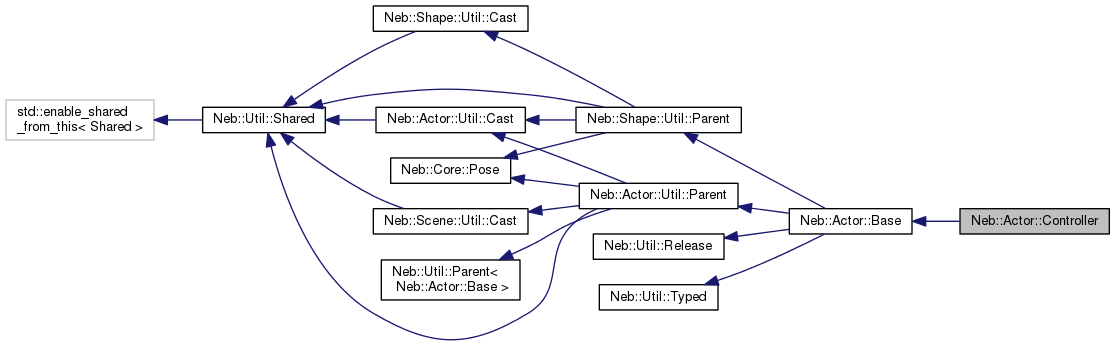 Neb::Shape::Util::Cast
std::enable_shared
_from_this< Shared >
Neb::Util::Shared
Neb::Actor::Util::Cast
Neb::Shape::Util::Parent
Neb::Core::Pose
Neb::Actor::Util::Parent
Neb::Scene::Util::Cast
Neb::Actor::Base
Neb::Actor::Controller
Neb::Util::Release
Neb::Util::Parent<
Neb::Actor::Base >
Neb::Util::Typed